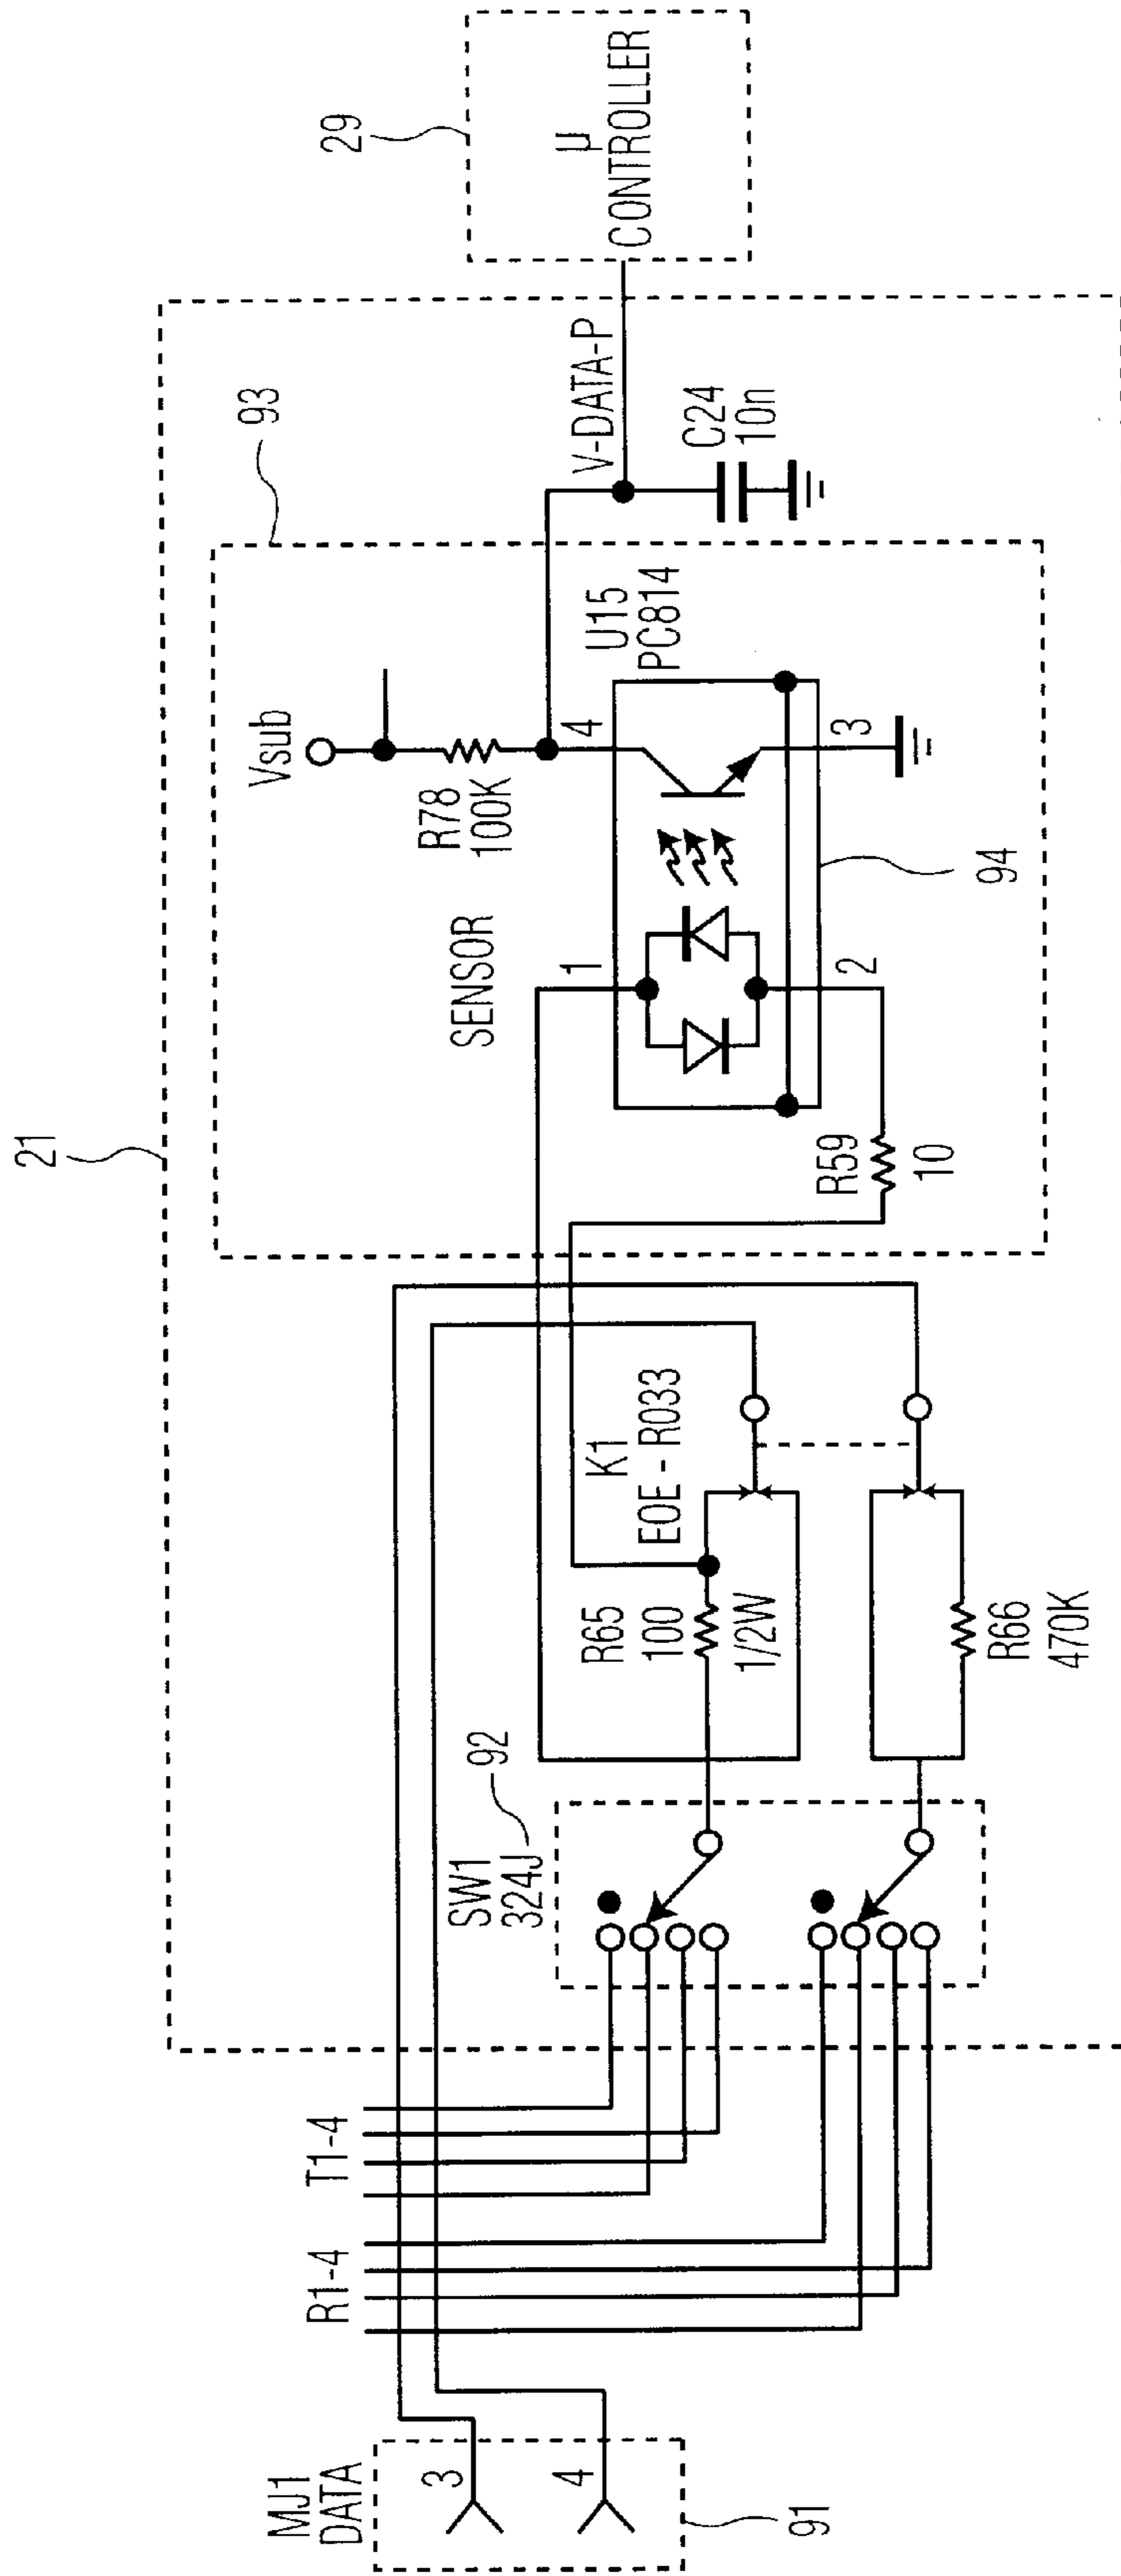 MJ1
DATA
3
4
91
R1-4
T1-4
SW1
324J
92
R65
100
1/2W
K1
EOE - R033
R66
470K
21
93
SENSOR
1
2
R59
10
Vsub
R78
100K
4
3
U15
PC814
94
V-DATA-P
C24
10n
29
μ
CONTROLLER